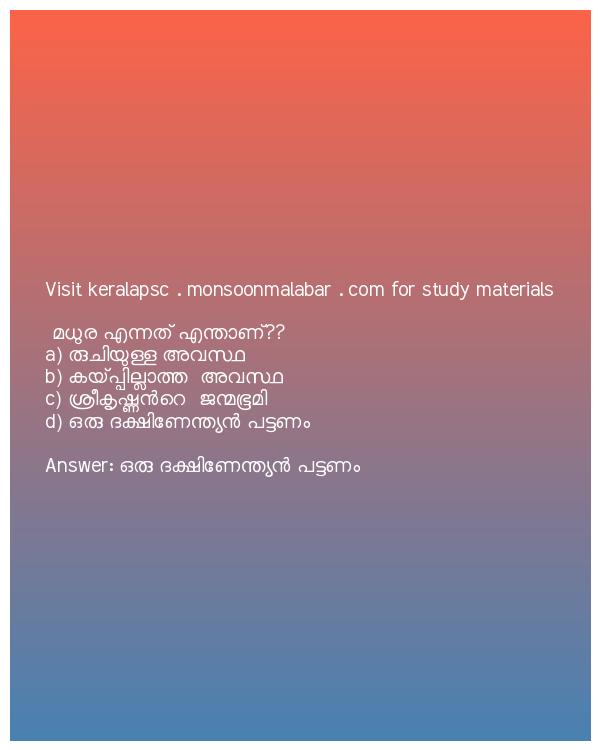 Visit keralapsc . monsoonmalabar . com for study materials
മധുര എന്നത് എന്താണ്??
a) രുചിയുള്ള അവസ്ഥ
b) കയ്പ്പില്ലാത്ത അവസ്ഥ
c) ശ്രീകൃഷ്ണൻറെ ജന്മഭൂമി
d) ഒരു ദക്ഷിണേന്ത്യൻ പട്ടണം
Answer: ഒരു ദക്ഷിണേന്ത്യൻ പട്ടണം